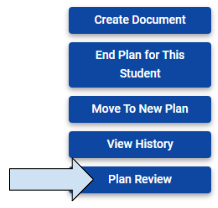 Create Document
End Plan for This
Student
Move To New Plan
View History
Plan Review